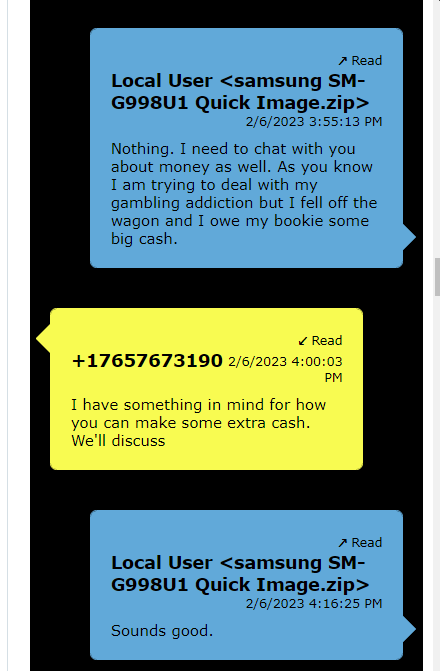 ↗ Read
Local User <samsung SM-
G998U1 Quick Image.zip>
2/6/2023 3:55:13 PM
Nothing. I need to chat with you
about money as well. As you know
I am trying to deal with my
gambling addiction but I fell off the
wagon and I owe my bookie some
big cash.
↙ Read
+17657673190 2/6/2023 4:00:03
PM
I have something in mind for how
you can make some extra cash.
We'll discuss
↗ Read
Local User <samsung SM-
G998U1 Quick Image.zip>
2/6/2023 4:16:25 PM
Sounds good.